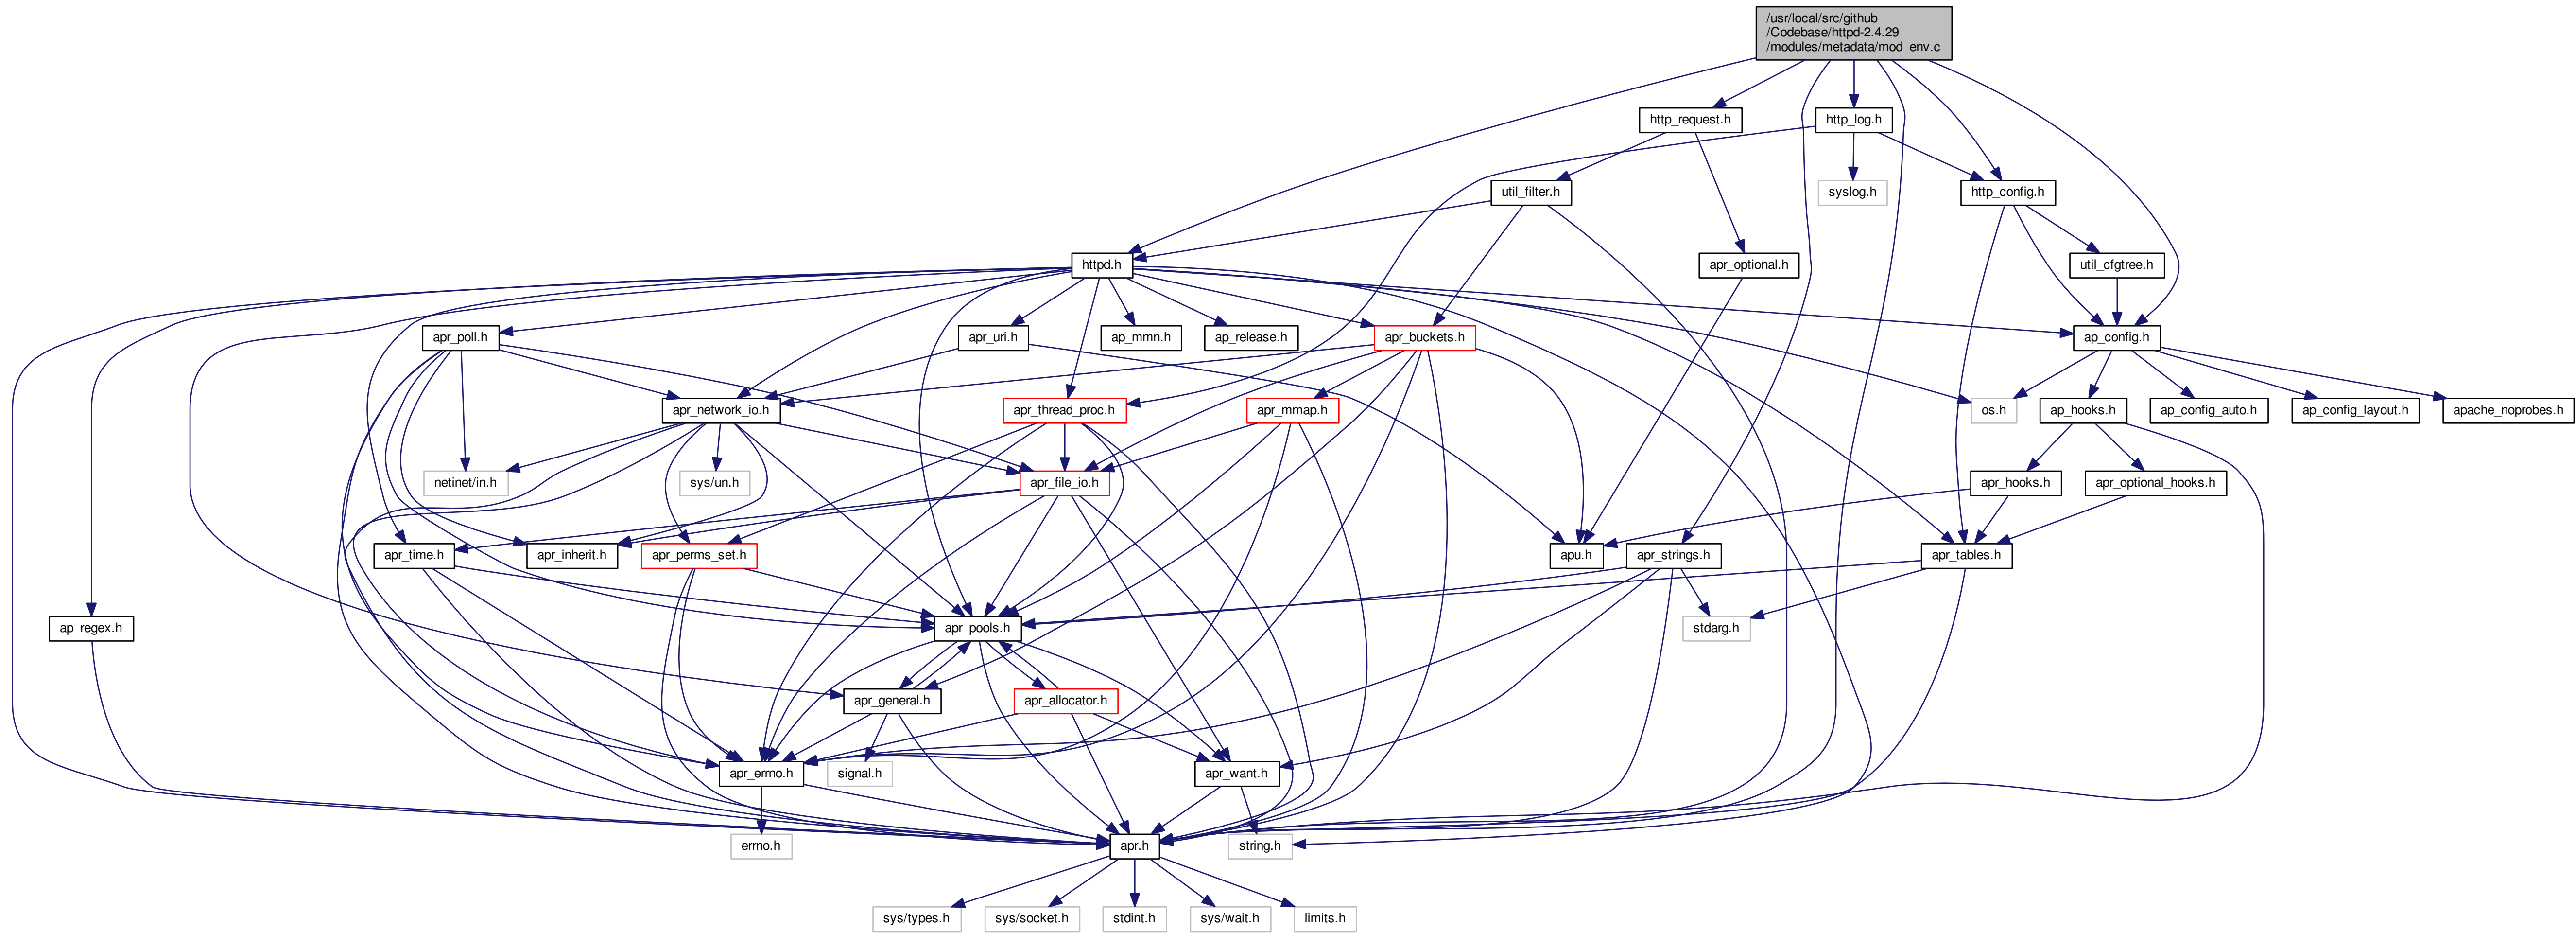 /usr/local/src/github
/Codebase/httpd-2.4.29
/modules/metadata/mod_env.c
http_request.h
http_log.h
util_filter.h
syslog.h
http_config.h
httpd.h
apr_optional.h
util_cfgtree.h
apr_poll.h
apr_uri.h
ap_mmn.h
ap_release.h
apr_buckets.h
ap_config.h
apr_network_io.h
apr_thread_proc.h
apr_mmap.h
os.h
ap_hooks.h
ap_config_auto.h
ap_config_layout.h
apache_noprobes.h
netinet/in.h
sys/un.h
apr_file_io.h
apr_hooks.h
apr_optional_hooks.h
apr_time.h
apr_inherit.h
apr_perms_set.h
apu.h
apr_strings.h
apr_tables.h
ap_regex.h
apr_pools.h
stdarg.h
apr_general.h
apr_allocator.h
apr_errno.h
signal.h
apr_want.h
errno.h
apr.h
string.h
sys/types.h
sys/socket.h
stdint.h
sys/wait.h
limits.h